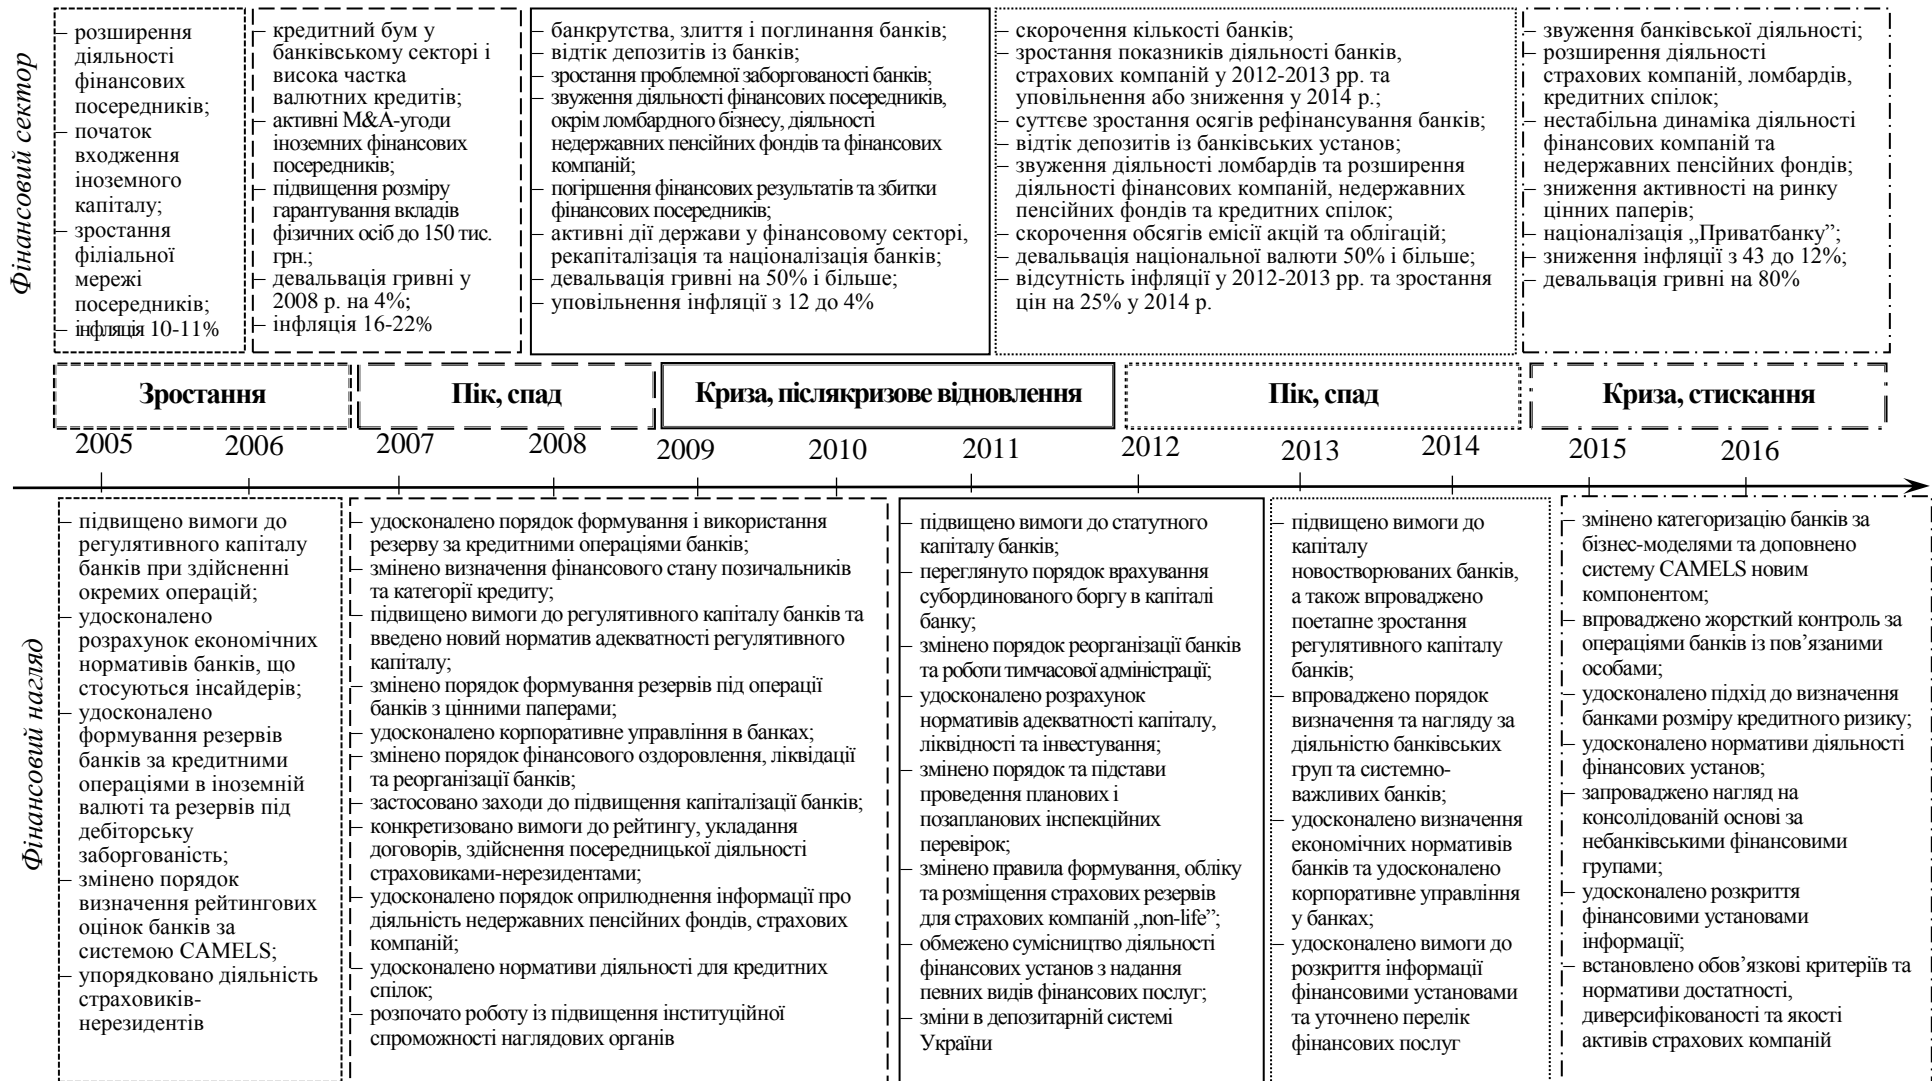 Фінансовий сектор
– розширення
діяльності
фінансових
посередників;
– початок
входження
іноземного
капіталу;
– зростання
філіальної
мережі
посередників;
– інфляція 10-11%
– кредитний бум у
банківському секторі і
висока частка
валютних кредитів;
– активні M&A-угоди
іноземних фінансових
посередників;
– підвищення розміру
гарантування вкладів
фізичних осіб до 150 тис.
грн.;
– девальвація гривні у
2008 р. на 4%;
– інфляція 16-22%
– банкрутства, злиття і поглинання банків;
– відтік депозитів із банків;
– зростання проблемної заборгованості банків;
– звуження діяльності фінансових посередників,
окрім ломбардного бізнесу, діяльності
недержавних пенсійних фондів та фінансових
компаній;
– погіршення фінансових результатів та збитки
фінансових посередників;
– активні дії держави у фінансовому секторі,
рекапіталізація та націоналізація банків;
– девальвація гривні на 50% і більше;
– уповільнення інфляції з 12 до 4%
– скорочення кількості банків;
– зростання показників діяльності банків,
страхових компаній у 2012-2013 рр. та
уповільнення або зниження у 2014 р.;
– суттєве зростання осягів рефінансування банків;
– відтік депозитів із банківських установ;
– звуження діяльності ломбардів та розширення
діяльності фінансових компаній, недержавних
пенсійних фондів та кредитних спілок;
– скорочення обсягів емісії акцій та облігацій;
– девальвація національної валюти 50% і більше;
– відсутність інфляції у 2012-2013 рр. та зростання
цін на 25% у 2014 р.
– звуження банківської діяльності;
– розширення діяльності
страхових компаній, ломбардів,
кредитних спілок;
– нестабільна динаміка діяльності
фінансових компаній та
недержавних пенсійних фондів;
– зниження активності на ринку
цінних паперів;
– націоналізація „Приватбанку”;
– зниження інфляції з 43 до 12%;
– девальвація гривні на 80%
Зростання
Пік, спад
Криза, післякризове відновлення
Пік, спад
Криза, стискання
2005 2006 2007 2008 2009 2010 2011 2012 2013 2014 2015 2016
Фінансовий нагляд
– підвищено вимоги до
регулятивного капіталу
банків при здійсненні
окремих операцій;
– удосконалено
розрахунок економічних
нормативів банків, що
стосуються інсайдерів;
– удосконалено
формування резервів
банків за кредитними
операціями в іноземній
валюті та резервів під
дебіторську
заборгованість;
– змінено порядок
визначення рейтингових
оцінок банків за
системою CAMELS;
– упорядковано діяльність
страховиків-
нерезидентів
– удосконалено порядок формування і використання
резерву за кредитними операціями банків;
– змінено визначення фінансового стану позичальників
та категорії кредиту;
– підвищено вимоги до регулятивного капіталу банків та
введено новий норматив адекватності регулятивного
капіталу;
– змінено порядок формування резервів під операції
банків з цінними паперами;
– удосконалено корпоративне управління в банках;
– змінено порядок фінансового оздоровлення, ліквідації
та реорганізації банків;
– застосовано заходи до підвищення капіталізації банків;
– конкретизовано вимоги до рейтингу, укладання
договорів, здійснення посередницької діяльності
страховиками-нерезидентами;
– удосконалено порядок оприлюднення інформації про
діяльність недержавних пенсійних фондів, страхових
компаній;
– удосконалено нормативи діяльності для кредитних
спілок;
– розпочато роботу із підвищення інституційної
спроможності наглядових органів
– підвищено вимоги до статутного
капіталу банків;
– переглянуто порядок врахування
субординованого боргу в капіталі
банку;
– змінено порядок реорганізації банків
та роботи тимчасової адміністрації;
– удосконалено розрахунок
нормативів адекватності капіталу,
ліквідності та інвестування;
– змінено порядок та підстави
проведення планових і
позапланових інспекційних
перевірок;
– змінено правила формування, обліку
та розміщення страхових резервів
для страхових компаній „non-life”;
– обмежено сумісництво діяльності
фінансових установ з надання
певних видів фінансових послуг;
– зміни в депозитарній системі
України
– підвищено вимоги до
капіталу
новостворюваних банків,
а також впроваджено
поетапне зростання
регулятивного капіталу
банків;
– впроваджено порядок
визначення та нагляду за
діяльністю банківських
груп та системно-
важливих банків;
– удосконалено визначення
економічних нормативів
банків та удосконалено
корпоративне управління
у банках;
– удосконалено вимоги до
розкриття інформації
фінансовими установами
та уточнено перелік
фінансових послуг
– змінено категоризацію банків за
бізнес-моделями та доповнено
систему CAMELS новим
компонентом;
– впроваджено жорсткий контроль за
операціями банків із пов’язаними
особами;
– удосконалено підхід до визначення
банками розміру кредитного ризику;
– удосконалено нормативи діяльності
фінансових установ;
– запроваджено нагляд на
консолідованій основі за
небанківськими фінансовими
групами;
– удосконалено розкриття
фінансовими установами
інформації;
– встановлено обов’язкові критеріїв та
нормативи достатності,
диверсифікованості та якості
активів страхових компаній